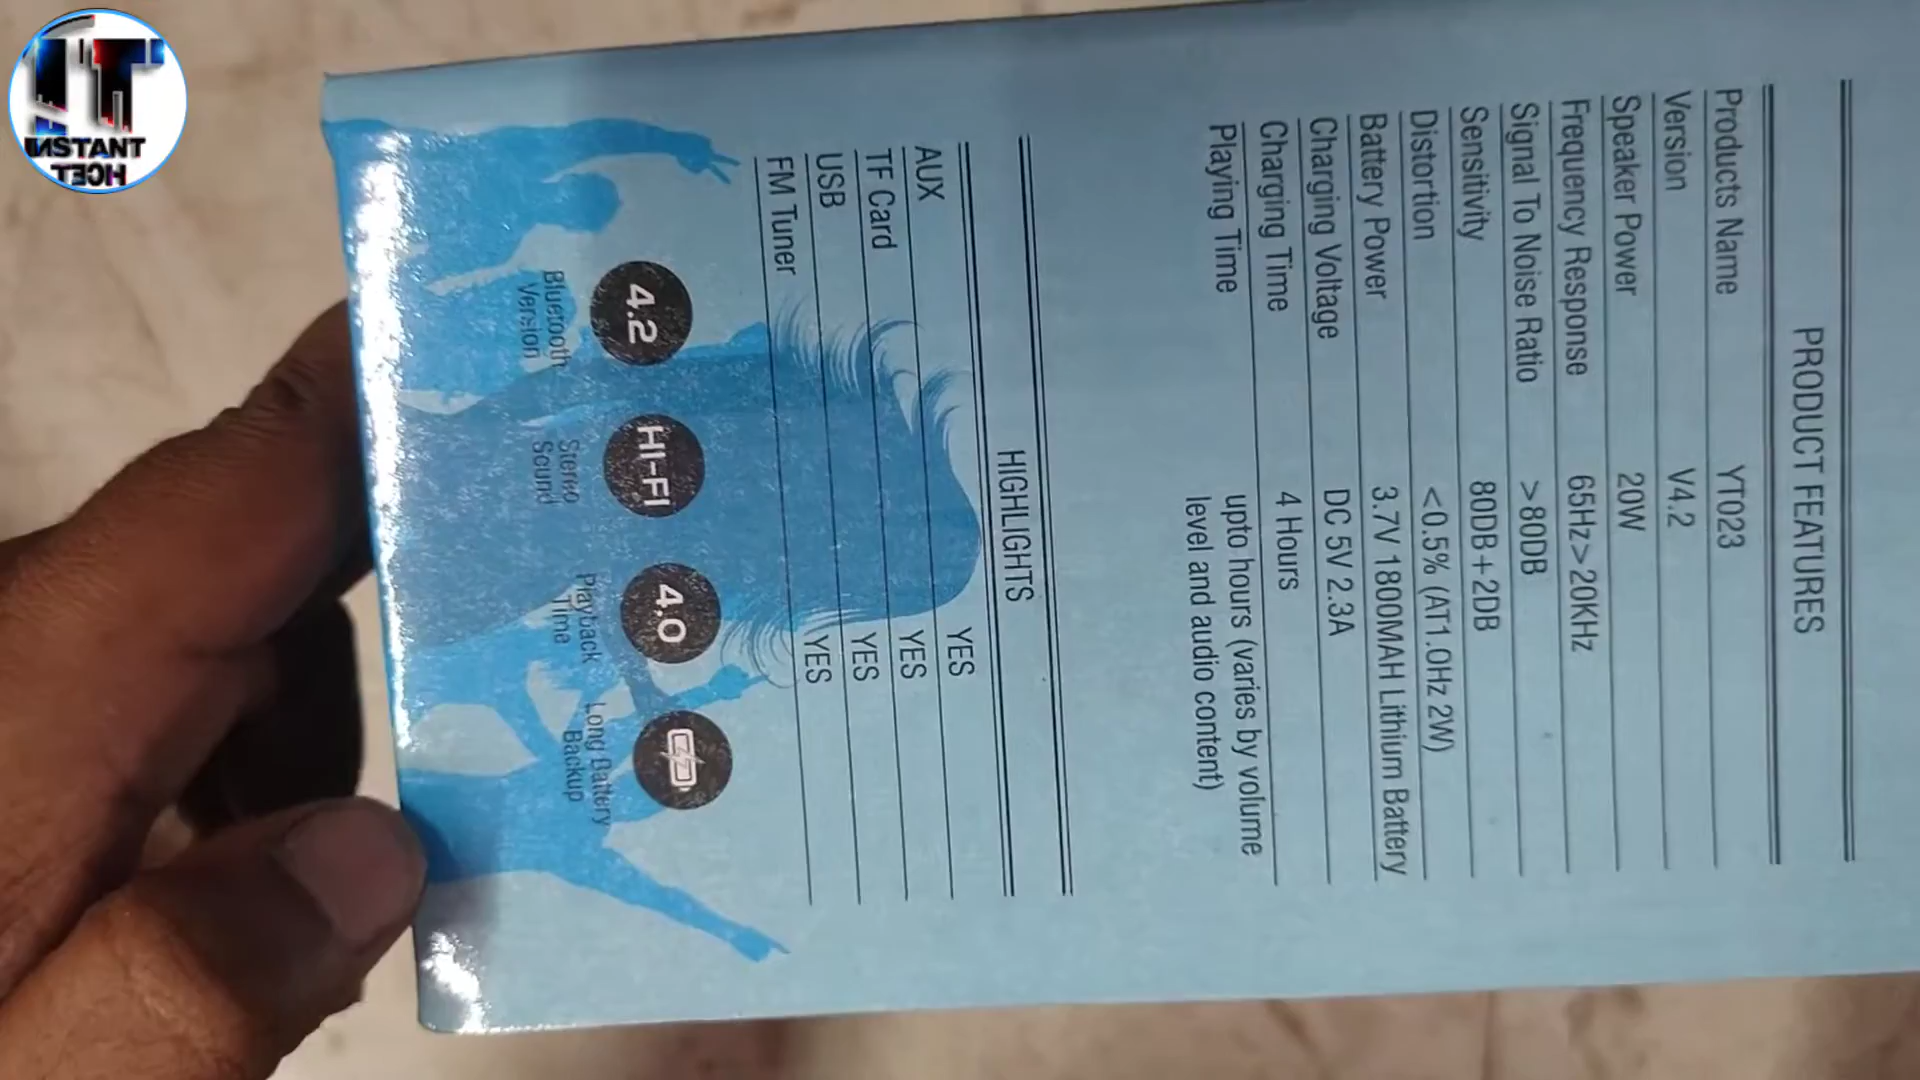 PRODUCT FEATURES
Products Name YT023
Version V4.2
Speaker Power 20W
Frequency Response 65Hz>20KHz
Signal To Noise Ratio >80DB
Sensitivity 80DB+2DB
Distortion <0.5% (AT1.0Hz 2W)
Battery Power 3.7V 1800MAH Lithium Battery
Charging Voltage DC 5V 2.3A
Charging Time 4 Hours
Playing Time upto hours (varies by volume
level and audio content)
HIGHLIGHTS
AUX YES
TF Card YES
USB YES
FM Tuner YES
4.2
Bluetooth
Version
HI-FI
Stereo
Sound
4.0
Playback
Time
Long Battery
Backup
IT
INSTANT